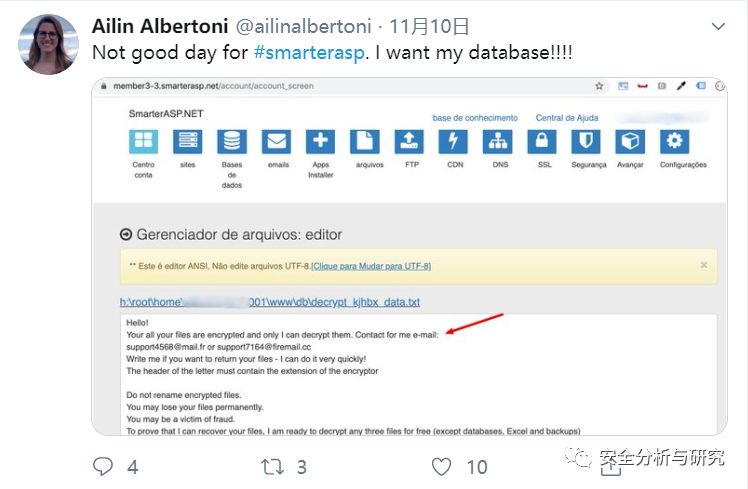 Ailin Albertoni @ailinalbertoni · 11月10日
Not good day for #smarterasp. I want my database!!!!
member3-3.smarterasp.net/account/account_screen
SmarterASP.NET
base de conhecimento Central de Ajuda
Centro conta
sites
Bases de dados
emails
Apps Installer
arquivos
FTP
CDN
DNS
SSL
Segurança
Avançar
Configurações
Gerenciador de arquivos: editor
** Este é editor ANSI, Não edite arquivos UTF-8.[Clique para Mudar para UTF-8] ×
h:\root\home\ 001\www\db\decrypt_kjhbx_data.txt
Hello!
Your all your files are encrypted and only I can decrypt them. Contact for me e-mail:
support4568@mail.fr or support7164@firemail.cc
Write me if you want to return your files - I can do it very quickly!
The header of the letter must contain the extension of the encryptor
Do not rename encrypted files.
You may lose your files permanently.
You may be a victim of fraud.
To prove that I can recover your files, I am ready to decrypt any three files for free (except databases, Excel and backups)
4 3 10
安全分析与研究